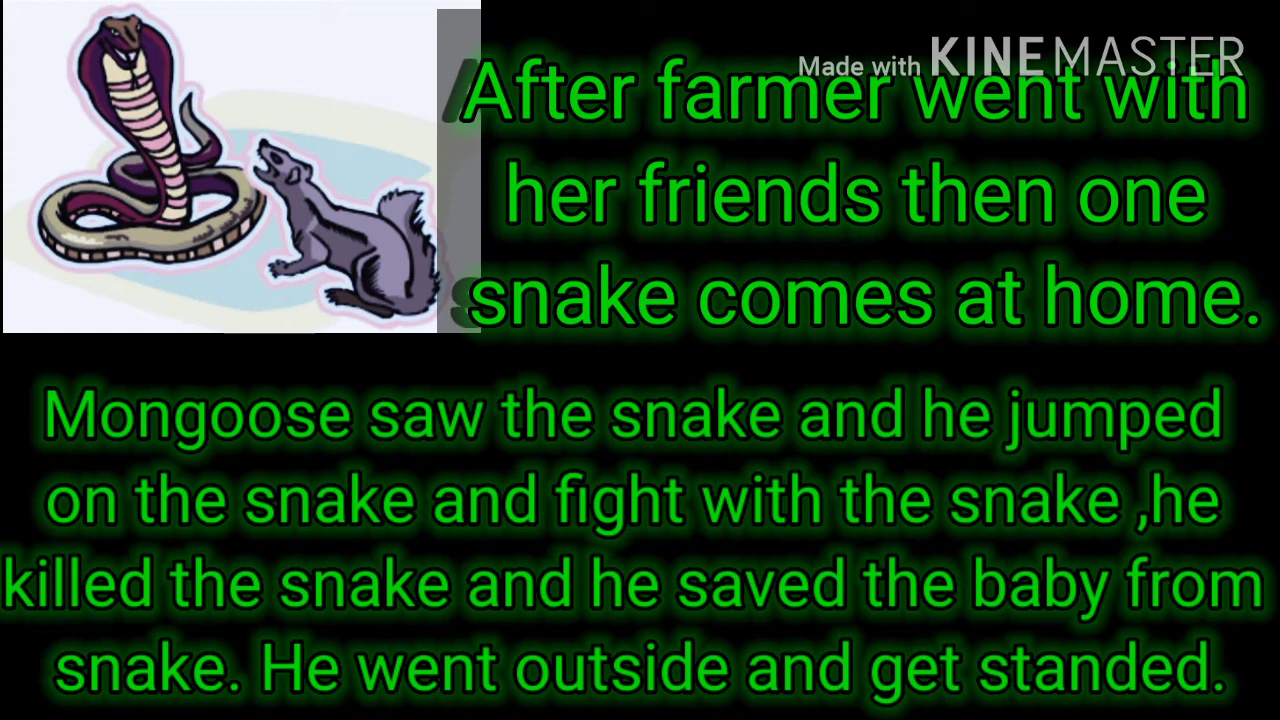 Made with KINEMASTER
After farmer went with
her friends then one
snake comes at home.
Mongoose saw the snake and he jumped
on the snake and fight with the snake ,he
killed the snake and he saved the baby from
snake. He went outside and get standed.